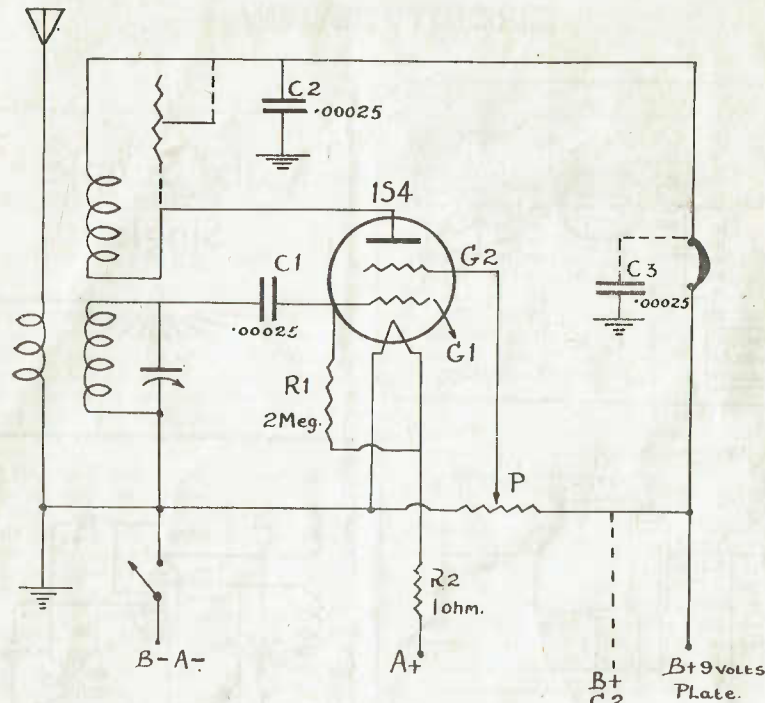 C2
.00025
1S4
G2
C1
.00025
C3
.00025
G1
R1
2Meg.
P
R2
1ohm.
B-A-
A+
B+
G2
B+9volts
PLate.